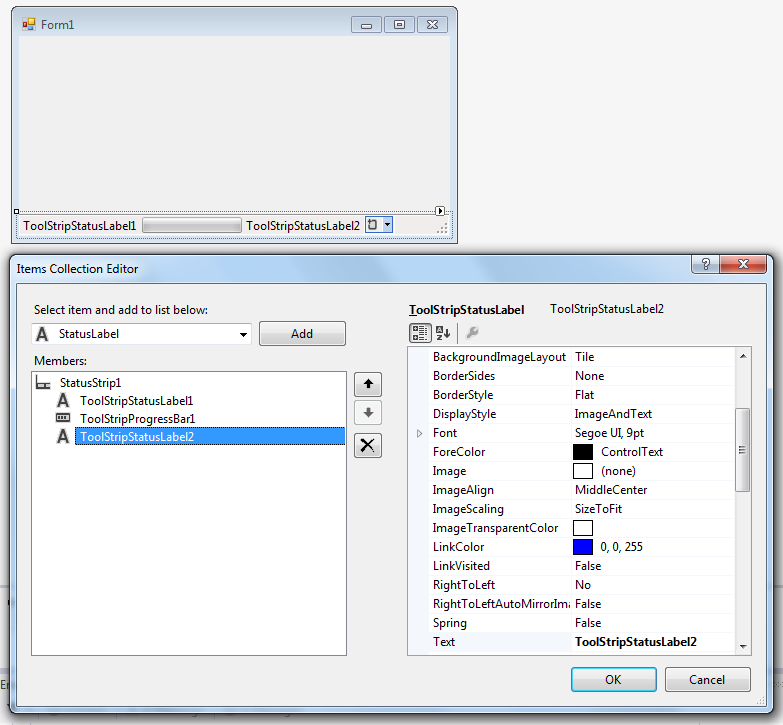 Form1
ToolStripStatusLabel1 ToolStripStatusLabel2
Items Collection Editor
?
Select item and add to list below:
ToolStripStatusLabel ToolStripStatusLabel2
A StatusLabel Add
Members:
StatusStrip1
A ToolStripStatusLabel1
ToolStripProgressBar1
A ToolStripStatusLabel2
BackgroundImageLayout Tile
BorderSides None
BorderStyle Flat
DisplayStyle ImageAndText
Font Segoe UI, 9pt
ForeColor ControlText
Image (none)
ImageAlign MiddleCenter
ImageScaling SizeToFit
ImageTransparentColor
LinkColor 0, 0, 255
LinkVisited False
RightToLeft No
RightToLeftAutoMirrorIma False
Spring False
Text ToolStripStatusLabel2
OK Cancel